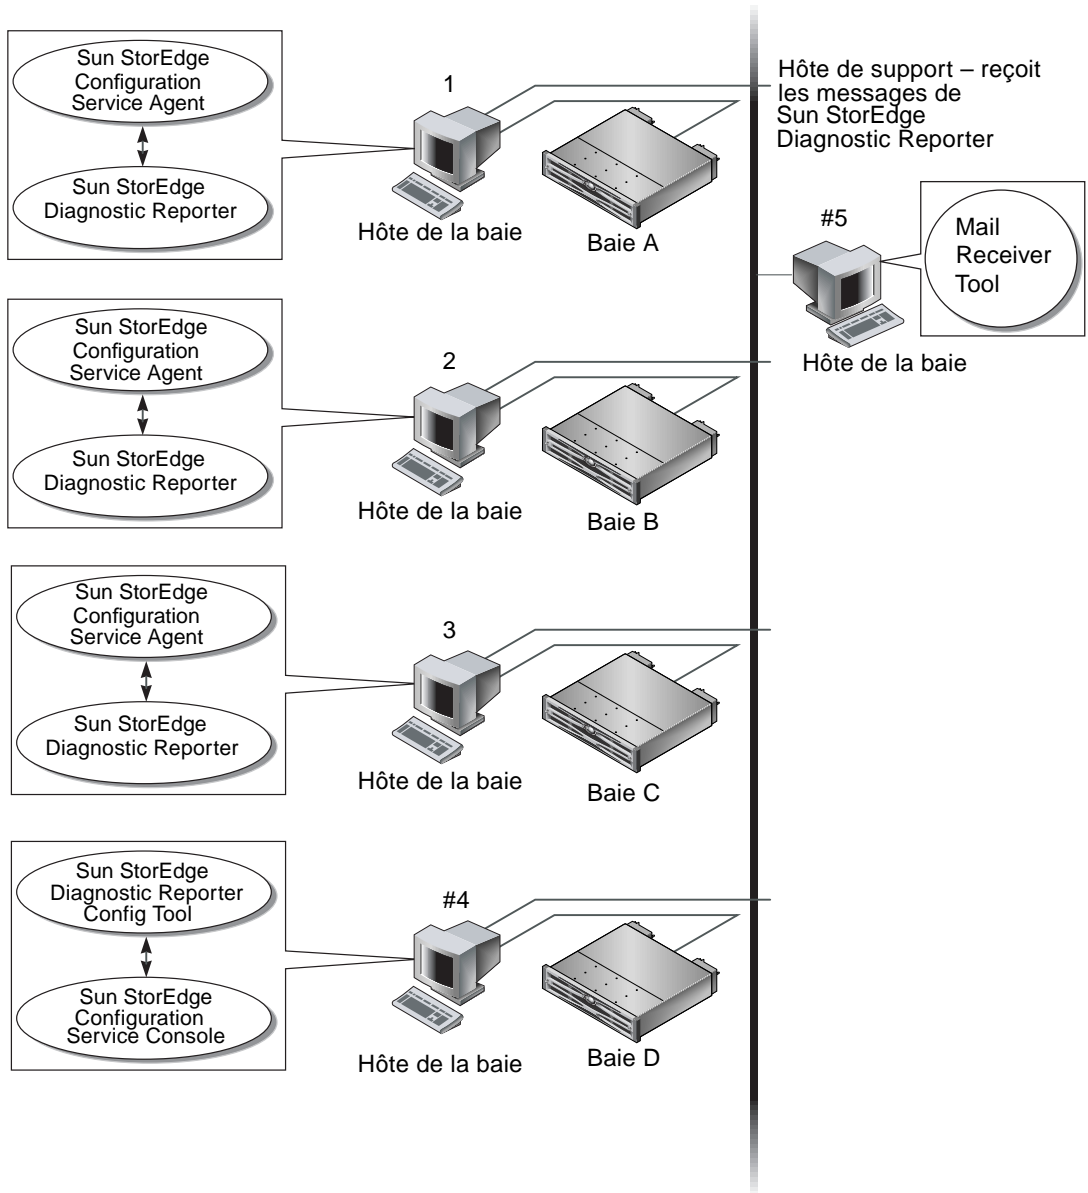 Sun StorEdge
Configuration
Service Agent
Sun StorEdge
Diagnostic Reporter
1
Hôte de la baie
Baie A
Hôte de support – reçoit
les messages de
Sun StorEdge
Diagnostic Reporter
#5
Mail
Receiver
Tool
Hôte de la baie
Sun StorEdge
Configuration
Service Agent
Sun StorEdge
Diagnostic Reporter
2
Hôte de la baie
Baie B
Sun StorEdge
Configuration
Service Agent
Sun StorEdge
Diagnostic Reporter
3
Hôte de la baie
Baie C
Sun StorEdge
Diagnostic Reporter
Config Tool
Sun StorEdge
Configuration
Service Console
#4
Hôte de la baie
Baie D